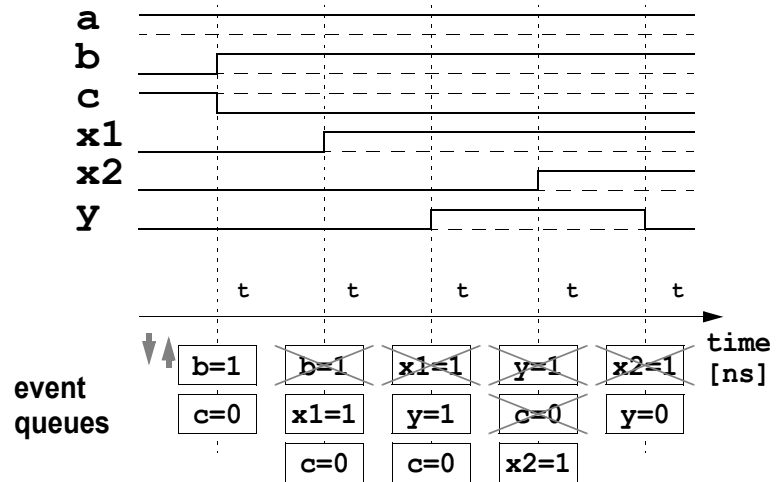 a
b
c
x1
x2
y
t t t t t
time
[ns]
event
queues
b=1 b=1 x1=1 y=1 x2=1
c=0 x1=1 y=1 c=0 y=0
c=0 c=0 x2=1